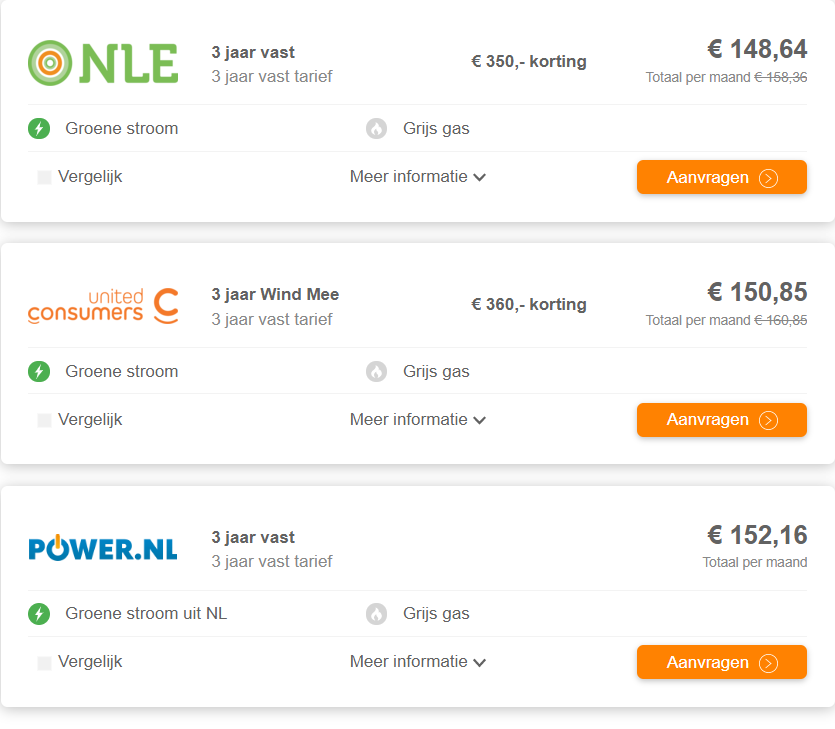 NLE
3 jaar vast
3 jaar vast tarief
€ 350,- korting
€ 148,64
Totaal per maand € 158,36
Groene stroom
Grijs gas
Vergelijk
Meer informatie
Aanvragen
united
consumers
3 jaar Wind Mee
3 jaar vast tarief
€ 360,- korting
€ 150,85
Totaal per maand € 160,85
Groene stroom
Grijs gas
Vergelijk
Meer informatie
Aanvragen
POWER.NL
3 jaar vast
3 jaar vast tarief
€ 152,16
Totaal per maand
Groene stroom uit NL
Grijs gas
Vergelijk
Meer informatie
Aanvragen